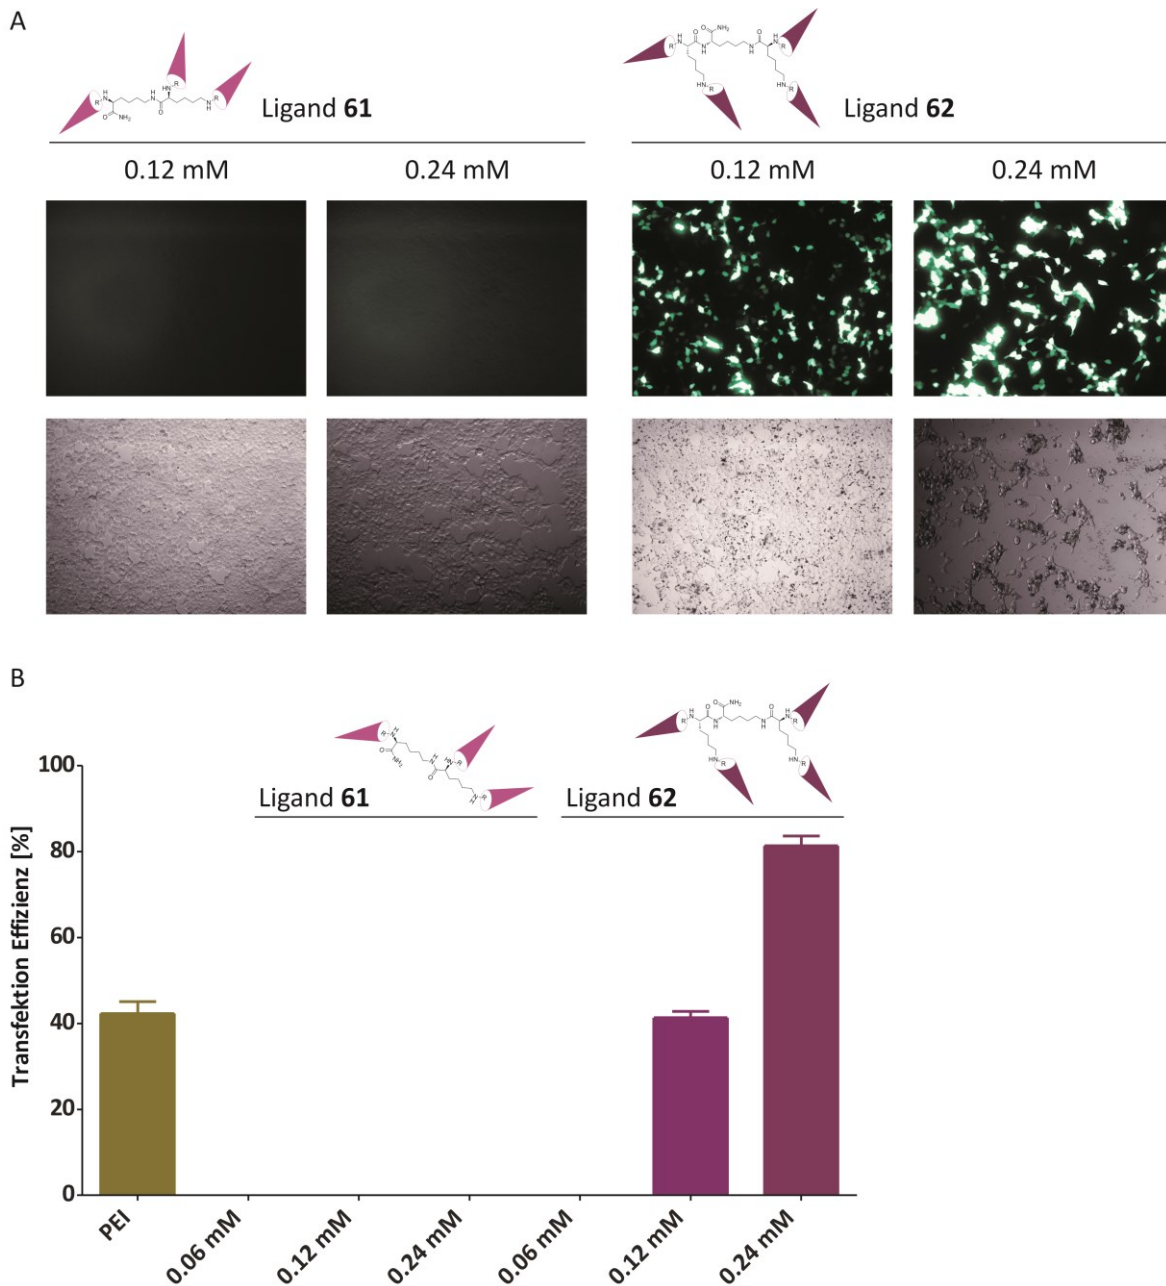 A
Ligand 61
Ligand 62
0.12 mM
0.24 mM
0.12 mM
0.24 mM
B
Ligand 61
Ligand 62
Transfektion Effizienz [%]
100
80
60
40
20
0
PEI
0.06 mM
0.12 mM
0.24 mM
0.06 mM
0.12 mM
0.24 mM